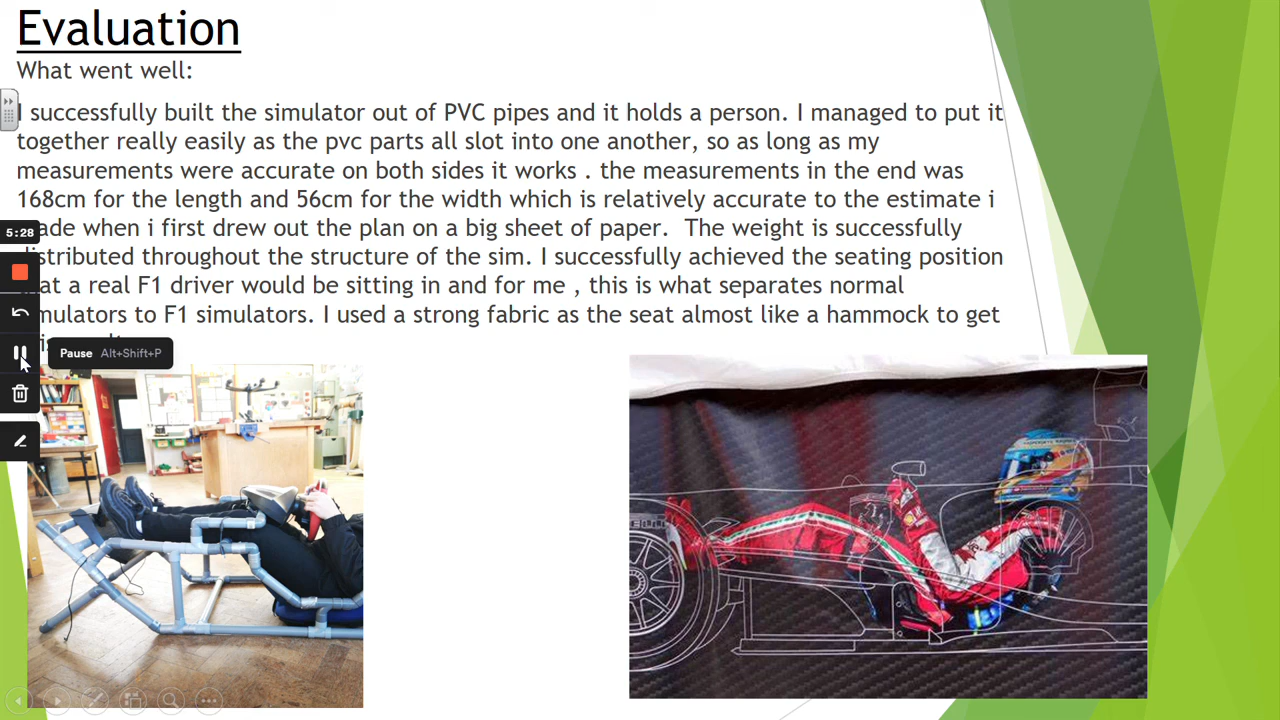 Evaluation
What went well:
I successfully built the simulator out of PVC pipes and it holds a person. I managed to put it
together really easily as the pvc parts all slot into one another, so as long as my
measurements were accurate on both sides it works . the measurements in the end was
168cm for the length and 56cm for the width which is relatively accurate to the estimate i
ade when i first drew out the plan on a big sheet of paper. The weight is successfully
5:28
istributed throughout the structure of the sim. I successfully achieved the seating position
at a real F1 driver would be sitting in and for me , this is what separates normal
mulators to F1 simulators. I used a strong fabric as the seat almost like a hammock to get
Pause Alt+Shift+P